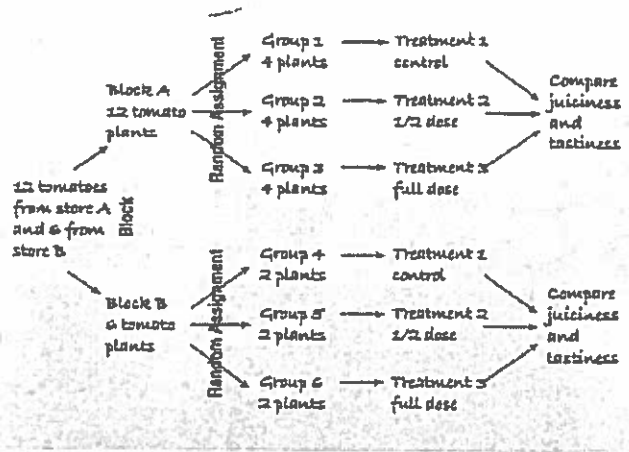 12 tomatoes
from store A
and 6 from
store B
Block
Block A
12 tomato
plants
Random Assignment
Group 1
4 plants
Treatment 1
control
Group 2
4 plants
Treatment 2
1/2 dose
Group 3
4 plants
Treatment 3
full dose
Compare
juiciness
and
tastiness
Block B
6 tomato
plants
Random Assignment
Group 4
2 plants
Treatment 1
control
Group 5
2 plants
Treatment 2
1/2 dose
Group 6
2 plants
Treatment 3
full dose
Compare
juiciness
and
tastiness